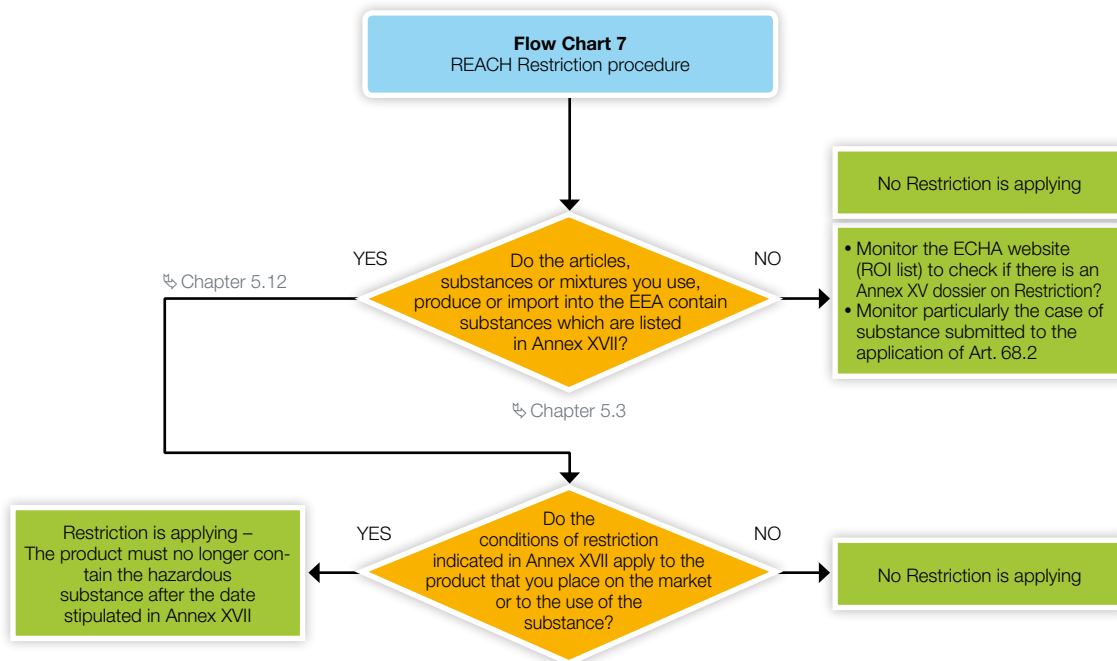 Flow Chart 7
REACH Restriction procedure
No Restriction is applying
YES
Do the articles,
substances or mixtures you use,
produce or import into the EEA contain
substances which are listed
in Annex XVII?
NO
• Monitor the ECHA website
(ROI list) to check if there is an
Annex XV dossier on Restriction?
• Monitor particularly the case of
substance submitted to the
application of Art. 68.2
↳ Chapter 5.12
↳ Chapter 5.3
Restriction is applying –
The product must no longer con-
tain the hazardous
substance after the date
stipulated in Annex XVII
YES
Do the
conditions of restriction
indicated in Annex XVII apply to the
product that you place on the market
or to the use of the
substance?
NO
No Restriction is applying